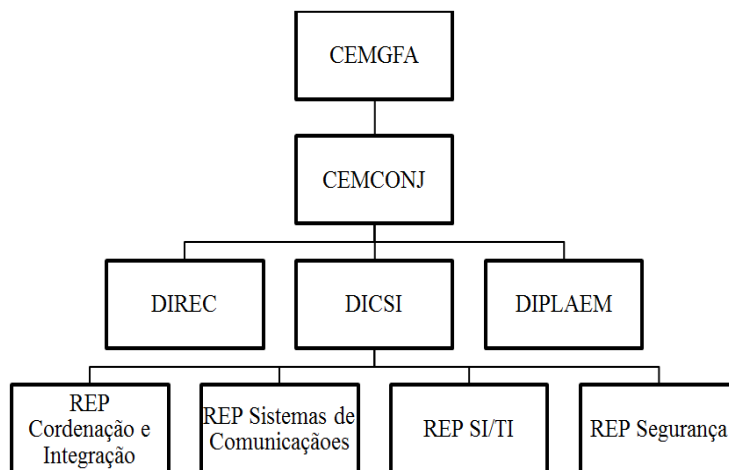 CEMGFA
CEMCONJ
DIREC
DICSI
DIPLAEM
REP
Cordenação e
Integração
REP Sistemas de
Comunicaçãoes
REP SI/TI
REP Segurança